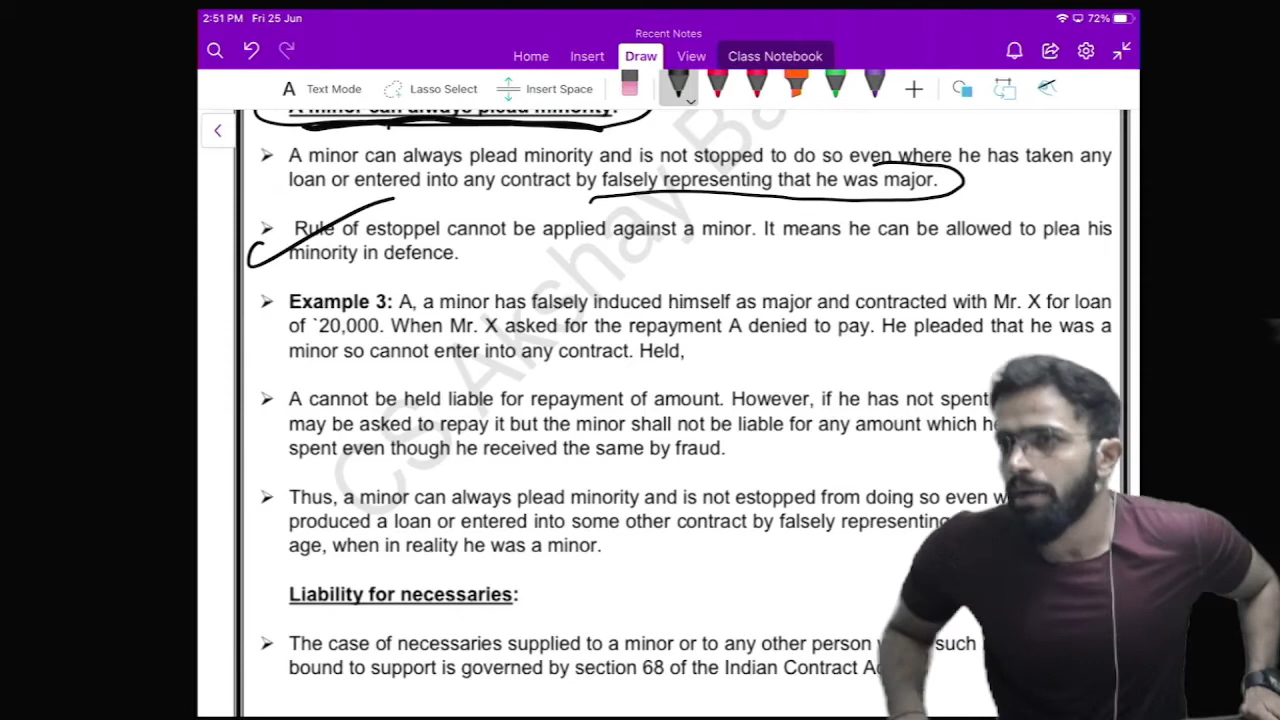 2:51 PM Fri 25 Jun
72%
Recent Notes
Home Insert Draw View Class Notebook
Text Mode Lasso Select Insert Space
A minor can always plead minority:
➢ A minor can always plead minority and is not stopped to do so even where he has taken any
loan or entered into any contract by falsely representing that he was major.
➢ Rule of estoppel cannot be applied against a minor. It means he can be allowed to plea his
minority in defence.
➢ Example 3: A, a minor has falsely induced himself as major and contracted with Mr. X for loan
of `20,000. When Mr. X asked for the repayment A denied to pay. He pleaded that he was a
minor so cannot enter into any contract. Held,
➢ A cannot be held liable for repayment of amount. However, if he has not spent
may be asked to repay it but the minor shall not be liable for any amount which
spent even though he received the same by fraud.
➢ Thus, a minor can always plead minority and is not estopped from doing so even
produced a loan or entered into some other contract by falsely representing
age, when in reality he was a minor.
Liability for necessaries:
➢ The case of necessaries supplied to a minor or to any other person such
bound to support is governed by section 68 of the Indian Contract
CS Akshay